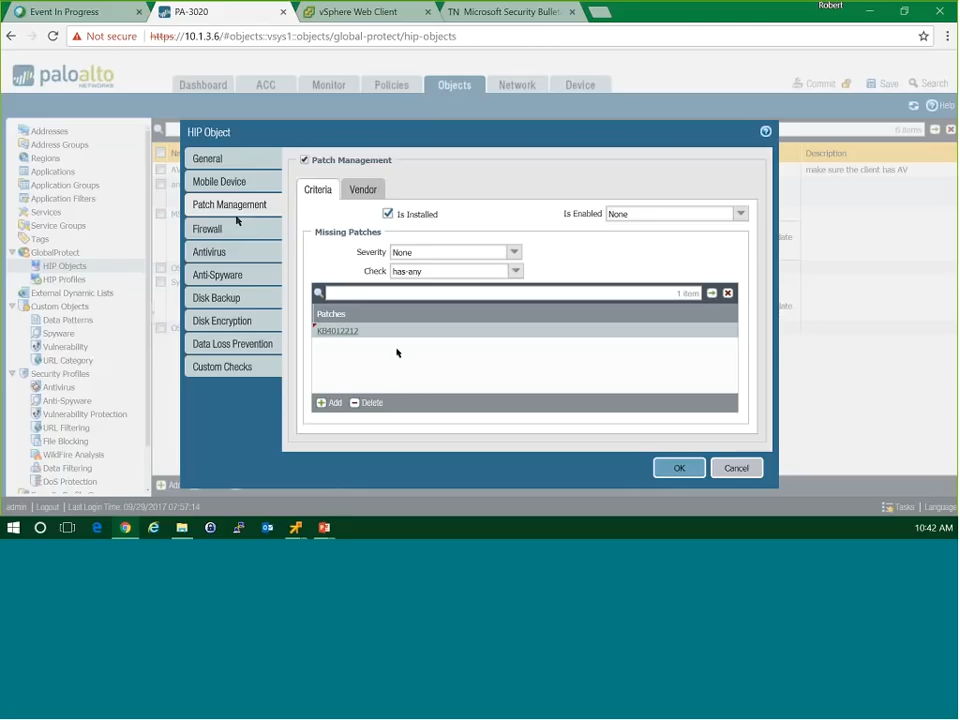 Robert
Event In Progress
PA-3020
vSphere Web Client
TN Microsoft Security Bullet
Not secure
https://10.1.3.6/#objects::vsys1::objects/global-protect/hip-objects
paloalto
NETWORKS
Dashboard
ACC
Monitor
Policies
Objects
Network
Device
Commit
Save
Search
Help
Addresses
Address Groups
Regions
Applications
Application Groups
Application Filters
Services
Service Groups
Tags
GlobalProtect
HIP Objects
HIP Profiles
External Dynamic Lists
Custom Objects
Data Patterns
Spyware
Vulnerability
URL Category
Security Profiles
Antivirus
Anti-Spyware
Vulnerability Protection
URL Filtering
File Blocking
WildFire Analysis
Data Filtering
DoS Protection
6 items
Description
make sure the client has AV
HIP Object
General
Mobile Device
Patch Management
Firewall
Antivirus
Anti-Spyware
Disk Backup
Disk Encryption
Data Loss Prevention
Custom Checks
Patch Management
Criteria
Vendor
Is Installed
Is Enabled None
Missing Patches
Severity None
Check has-any
1 item
Patches
KB4012212
Add
Delete
OK
Cancel
admin | Logout | Last Login Time: 09/29/2017 07:57:14
Tasks | Language
10:42 AM